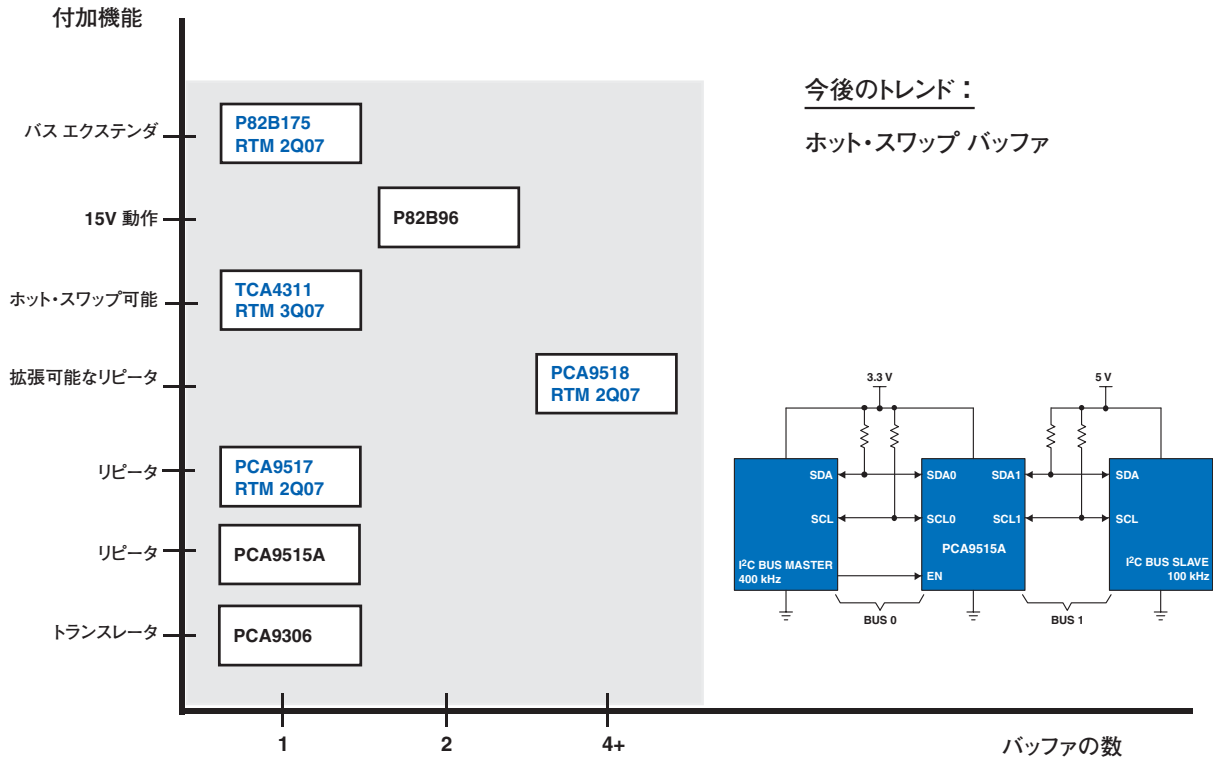 付加機能
今後のトレンド：
ホット・スワップ バッファ
バス エクステンダ
P82B175
RTM 2Q07
15V 動作
P82B96
ホット・スワップ可能
TCA4311
RTM 3Q07
拡張可能なリピータ
PCA9518
RTM 2Q07
リピータ
PCA9517
RTM 2Q07
リピータ
PCA9515A
トランスレータ
PCA9306
1
2
4+
バッファの数
3.3 V
5 V
SDA
SDA0
SDA1
SDA
SCL
SCL0
SCL1
SCL
PCA9515A
I²C BUS MASTER
400 kHz
EN
I²C BUS SLAVE
100 kHz
BUS 0
BUS 1